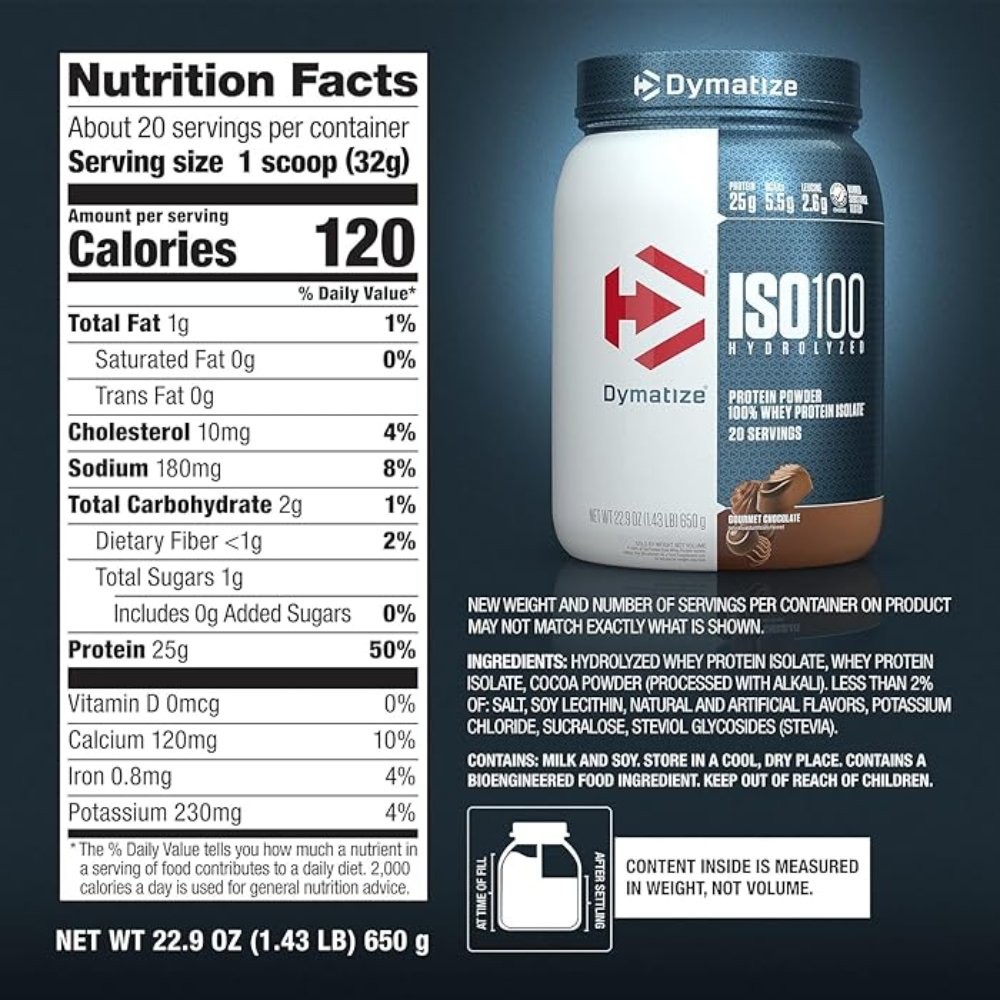 Nutrition Facts
About 20 servings per container
Serving size 1 scoop (32g)
Amount per serving
Calories 120
% Daily Value*
Total Fat 1g 1%
Saturated Fat 0g 0%
Trans Fat 0g
Cholesterol 10mg 4%
Sodium 180mg 8%
Total Carbohydrate 2g 1%
Dietary Fiber <1g 2%
Total Sugars 1g
Includes 0g Added Sugars 0%
Protein 25g 50%
Vitamin D 0mcg 0%
Calcium 120mg 10%
Iron 0.8mg 4%
Potassium 230mg 4%
* The % Daily Value tells you how much a nutrient in
a serving of food contributes to a daily diet. 2,000
calories a day is used for general nutrition advice.
NET WT 22.9 OZ (1.43 LB) 650 g
Dymatize
PROTEIN BCAAs LEUCINE
25g 5.5g 2.6g
ISO100
HYDROLYZED
Dymatize
PROTEIN POWDER
100% WHEY PROTEIN ISOLATE
20 SERVINGS
NET WT 22.9 OZ (1.43 LB) 650 g
GOURMET CHOCOLATE
NEW WEIGHT AND NUMBER OF SERVINGS PER CONTAINER ON PRODUCT
MAY NOT MATCH EXACTLY WHAT IS SHOWN.
INGREDIENTS: HYDROLYZED WHEY PROTEIN ISOLATE, WHEY PROTEIN
ISOLATE, COCOA POWDER (PROCESSED WITH ALKALI). LESS THAN 2%
OF: SALT, SOY LECITHIN, NATURAL AND ARTIFICIAL FLAVORS, POTASSIUM
CHLORIDE, SUCRALOSE, STEVIOL GLYCOSIDES (STEVIA).
CONTAINS: MILK AND SOY. STORE IN A COOL, DRY PLACE. CONTAINS A
BIOENGINEERED FOOD INGREDIENT. KEEP OUT OF REACH OF CHILDREN.
AT TIME OF FILL
AFTER SETTLING
CONTENT INSIDE IS MEASURED
IN WEIGHT, NOT VOLUME.